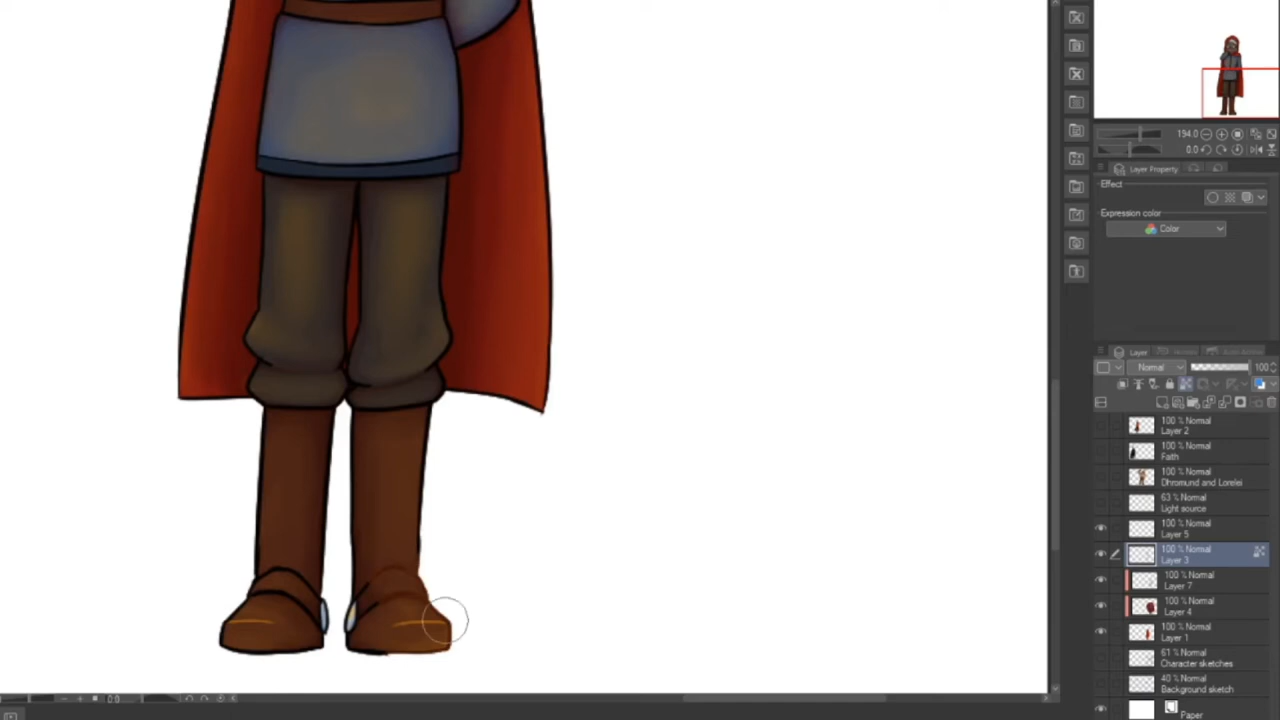 194.0
0.0
Layer Property
Effect
Expression color
Color
Layer
Normal
100
100 % Normal
Layer 2
100 % Normal
Faith
100 % Normal
Dhromund and Lorelei
63 % Normal
Light source
100 % Normal
Layer 5
100 % Normal
Layer 3
100 % Normal
Layer 7
100 % Normal
Layer 4
100 % Normal
Layer 1
61 % Normal
Character sketches
40 % Normal
Background sketch
Paper
0.0